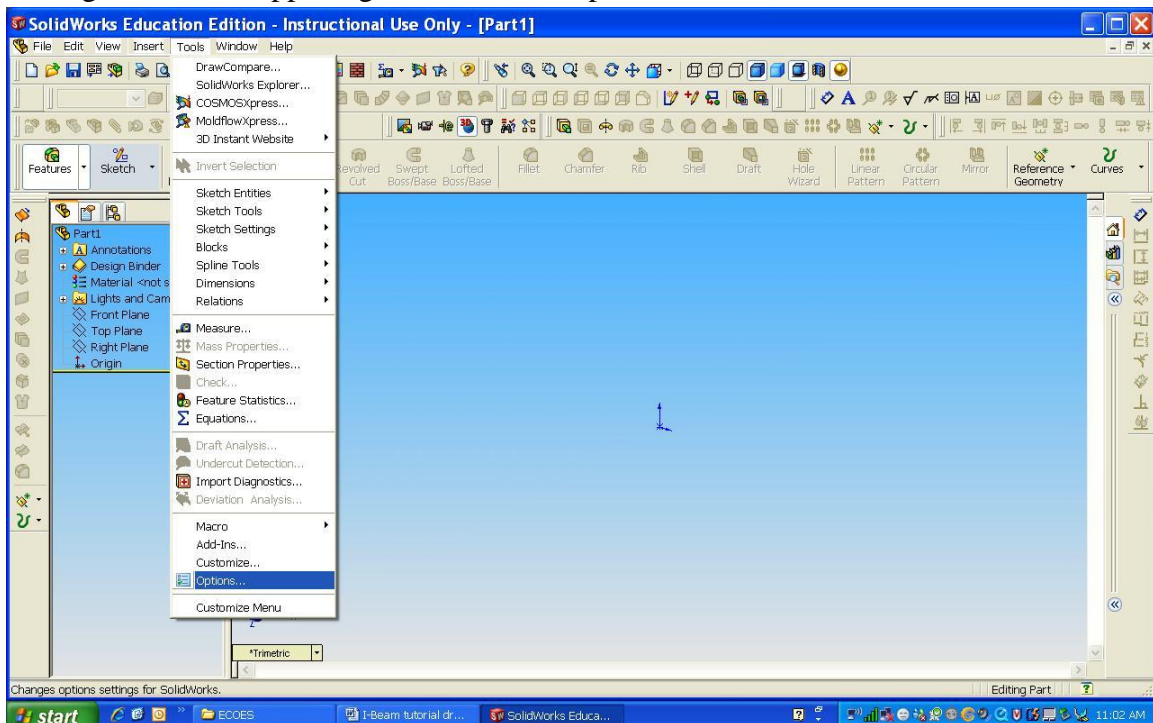 SolidWorks Education Edition - Instructional Use Only - [Part1]
File Edit View Insert Tools Window Help
DrawCompare...
SolidWorks Explorer...
COSMOSXpress...
MoldflowXpress...
3D Instant Website
Invert Selection
Sketch Entities
Sketch Tools
Sketch Settings
Blocks
Spline Tools
Dimensions
Relations
Measure...
Mass Properties...
Section Properties...
Check...
Feature Statistics...
Equations...
Draft Analysis...
Undercut Detection...
Import Diagnostics...
Deviation Analysis...
Macro
Add-Ins...
Customize...
Options...
Customize Menu
Features Sketch
Revolved Cut
Swept Boss/Base
Lofted Boss/Base
Fillet
Chamfer
Rib
Shell
Draft
Hole Wizard
Linear Pattern
Circular Pattern
Mirror
Reference Geometry
Curves
Part1
Annotations
Design Binder
Material <not s
Lights and Cam
Front Plane
Top Plane
Right Plane
Origin
*Trimetric
Changes options settings for SolidWorks.
Editing Part
start
ECOES
I-Beam tutorial dr...
SolidWorks Educa...
11:02 AM